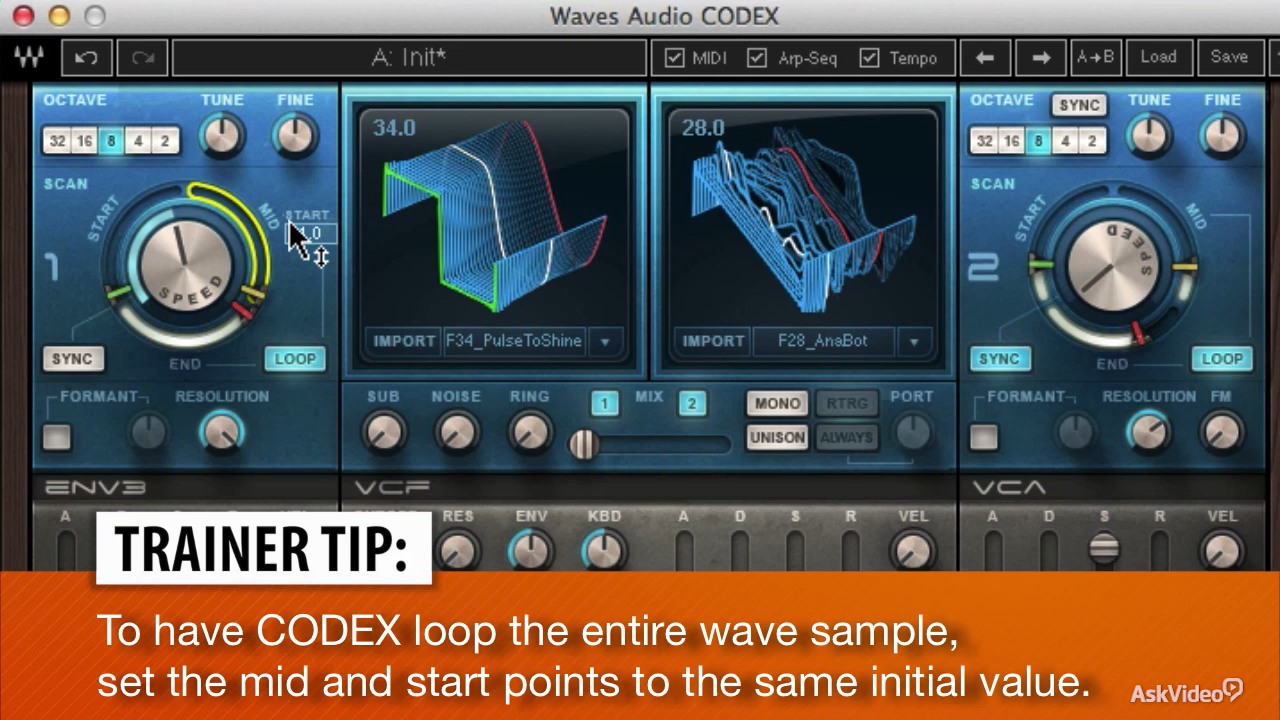 Waves Audio CODEX
A: Init*
MIDI
Arp-Seq
Tempo
A→B
Load
Save
OCTAVE
TUNE
FINE
32 16 8 4 2
SCAN
START
MID
START
1
SPEED
SYNC
END
LOOP
FORMANT
RESOLUTION
34.0
IMPORT
F34_PulseToShine
28.0
IMPORT
F28_AnaBot
SUB
NOISE
RING
1
MIX
2
MONO
RTRG
PORT
UNISON
ALWAYS
OCTAVE
SYNC
TUNE
FINE
32 16 8 4 2
SCAN
START
MID
2
SPEED
SYNC
END
LOOP
FORMANT
RESOLUTION
FM
ENV3
VCF
VCA
A
RES
ENV
KBD
A
D
S
R
VEL
A
D
S
R
VEL
TRAINER TIP:
To have CODEX loop the entire wave sample,
set the mid and start points to the same initial value.
AskVideo